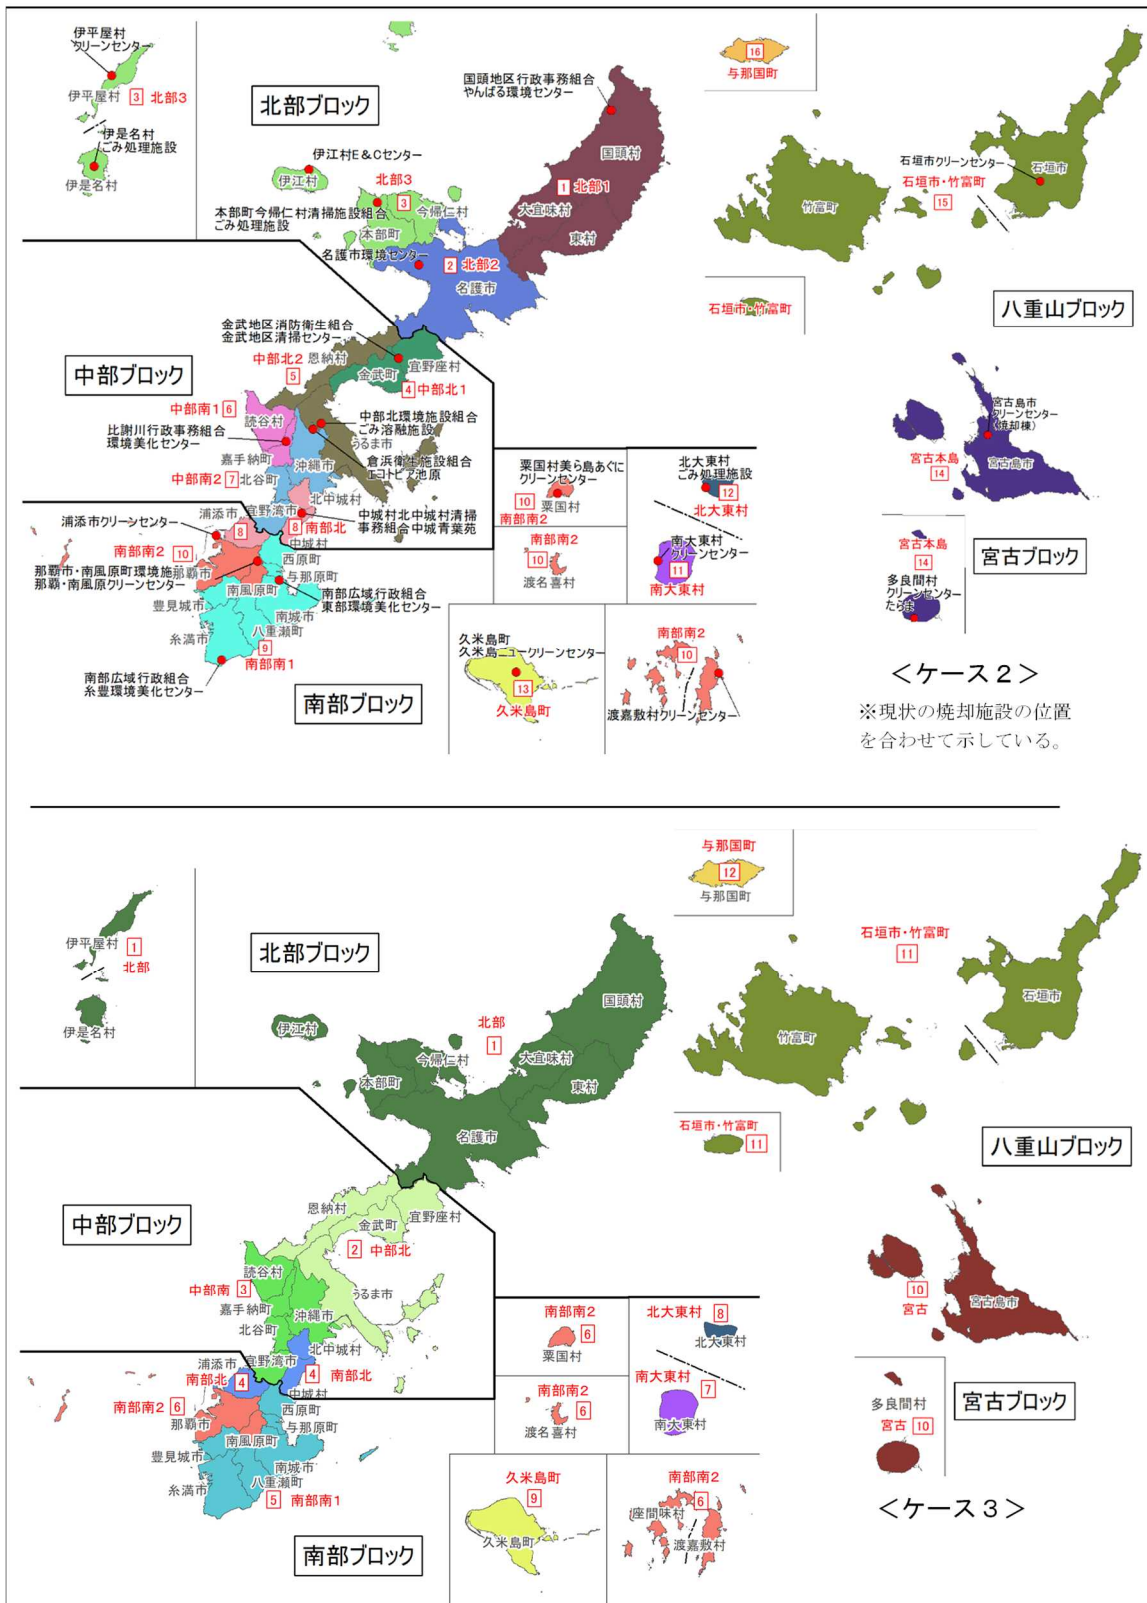 伊平屋村
クリーンセンター
伊平屋村
3 北部3
伊是名村
ごみ処理施設
伊是名村
北部ブロック
国頭地区行政事務組合
やんばる環境センター
国頭村
1 北部1
大宜味村
東村
伊江村E&Cセンター
伊江村
北部3
3
今帰仁村
本部町今帰仁村清掃施設組合
ごみ処理施設
本部町
名護市環境センター
2 北部2
名護市
16
与那国町
石垣市クリーンセンター
石垣市
石垣市・竹富町
15
竹富町
石垣市・竹富町
八重山ブロック
中部ブロック
金武地区消防衛生組合
金武地区清掃センター
中部北2
5
恩納村
宜野座村
金武町
4 中部北1
中部南1 6
読谷村
比謝川行政事務組合
環境美化センター
中部北環境施設組合
ごみ溶融施設
うるま市
嘉手納町
沖縄市
倉浜衛生施設組合
エコトピア池原
中部南2 7 北谷町
北中城村
宜野湾市
中城村北中城村清掃
事務組合中城青葉苑
浦添市クリーンセンター
浦添市
8
8 南部北
中城村
南部南2
10
西原町
那覇市・南風原町環境施
那覇市
那覇・南風原クリーンセンター
与那原町
南風原町
南部広域行政組合
東部環境美化センター
豊見城市
南城市
糸満市
八重瀬町
9
南部南1
南部広域行政組合
糸豊環境美化センター
南部ブロック
粟国村美ら島あぐに
クリーンセンター
10
粟国村
南部南2
南部南2
10
渡名喜村
北大東村
ごみ処理施設
12
北大東村
南大東村
クリーンセンター
11
南大東村
久米島町
久米島ニュークリーンセンター
13
久米島町
南部南2
10
渡嘉敷村クリーンセンター
宮古島市
クリーンセンター
(焼却棟)
宮古本島
14
宮古島市
宮古本島
14
宮古ブロック
多良間村
クリーンセンター
たらま
<ケース2>
※現状の焼却施設の位置
を合わせて示している。
伊平屋村
1
北部
伊是名村
北部ブロック
国頭村
伊江村
北部
1
今帰仁村
大宜味村
本部町
東村
名護市
与那国町
12
与那国町
石垣市・竹富町
11
石垣市
竹富町
石垣市・竹富町
11
八重山ブロック
中部ブロック
恩納村
宜野座村
金武町
2 中部北
読谷村
中部南 3
うるま市
嘉手納町
沖縄市
北谷町
北中城村
浦添市
宜野湾市
南部北
4
4 南部北
中城村
南部南2 6
西原町
那覇市
与那原町
南風原町
豊見城市
南城市
糸満市
八重瀬町
5 南部南1
南部ブロック
南部南2
6
粟国村
南部南2
6
渡名喜村
北大東村
8
北大東村
南大東村
7
南大東村
久米島町
9
久米島町
南部南2
6
座間味村
渡嘉敷村
10
宮古
宮古島市
多良間村
宮古 10
宮古ブロック
<ケース3>